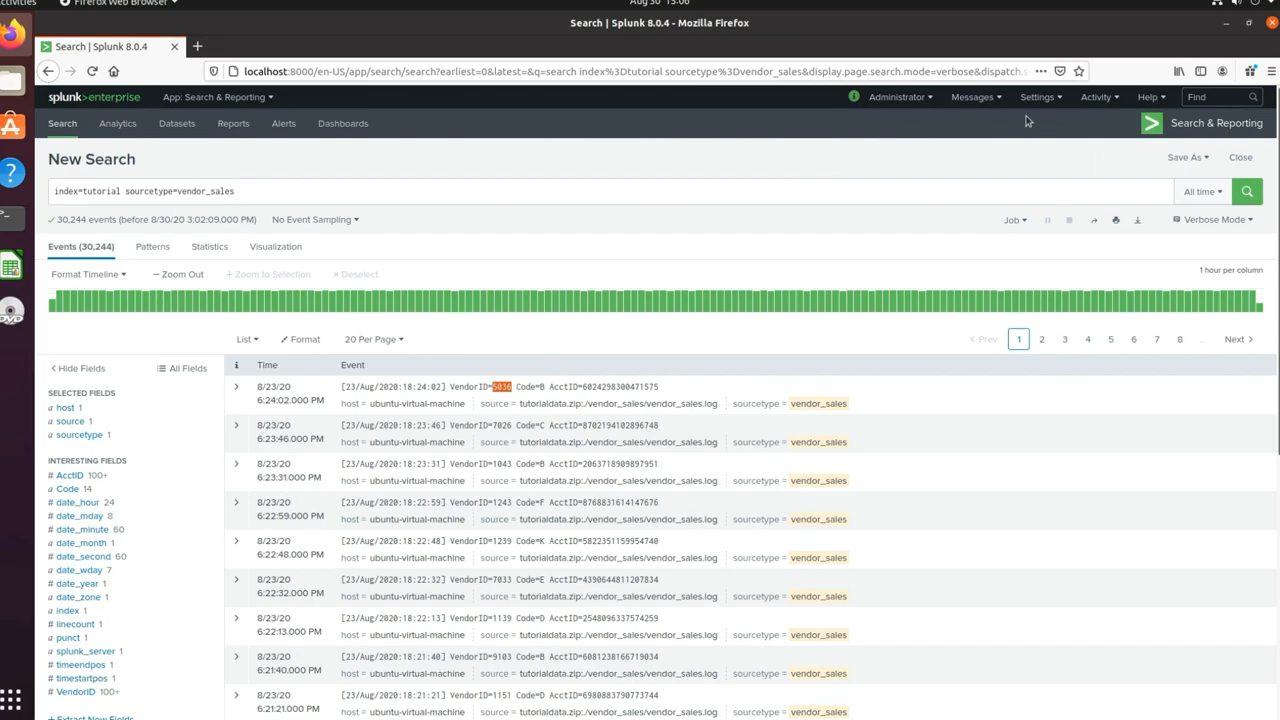 Activities
Firefox Web Browser
Aug 30 15:06
Search | Splunk 8.0.4 - Mozilla Firefox
Search | Splunk 8.0.4
localhost:8000/en-US/app/search/search?earliest=0&latest=&q=search index%3Dtutorial sourcetype%3Dvendor_sales&display.page.search.mode=verbose&dispatch.s
splunk>enterprise App: Search & Reporting
Administrator Messages Settings Activity Help Find
Search Analytics Datasets Reports Alerts Dashboards
Search & Reporting
New Search
Save As Close
index=tutorial sourcetype=vendor_sales
All time
✓ 30,244 events (before 8/30/20 3:02:09.000 PM) No Event Sampling
Job
Verbose Mode
Events (30,244) Patterns Statistics Visualization
Format Timeline — Zoom Out + Zoom to Selection × Deselect
1 hour per column
List Format 20 Per Page
< Prev 1 2 3 4 5 6 7 8 ... Next >
< Hide Fields All Fields
SELECTED FIELDS
a host 1
a source 1
a sourcetype 1
INTERESTING FIELDS
# AcctID 100+
a Code 14
# date_hour 24
# date_mday 8
# date_minute 60
a date_month 1
# date_second 60
a date_wday 7
# date_year 1
a date_zone 1
a index 1
# linecount 1
a punct 1
a splunk_server 1
# timeendpos 1
# timestartpos 1
# VendorID 100+
+ Extract New Fields
i Time Event
8/23/20
6:24:02.000 PM
[23/Aug/2020:18:24:02] VendorID=5036 Code=B AcctID=6024298300471575
host = ubuntu-virtual-machine source = tutorialdata.zip:./vendor_sales/vendor_sales.log sourcetype = vendor_sales
8/23/20
6:23:46.000 PM
[23/Aug/2020:18:23:46] VendorID=7026 Code=C AcctID=8702194102896748
host = ubuntu-virtual-machine source = tutorialdata.zip:./vendor_sales/vendor_sales.log sourcetype = vendor_sales
8/23/20
6:23:31.000 PM
[23/Aug/2020:18:23:31] VendorID=1043 Code=B AcctID=2063718909897951
host = ubuntu-virtual-machine source = tutorialdata.zip:./vendor_sales/vendor_sales.log sourcetype = vendor_sales
8/23/20
6:22:59.000 PM
[23/Aug/2020:18:22:59] VendorID=1243 Code=F AcctID=8768831614147676
host = ubuntu-virtual-machine source = tutorialdata.zip:./vendor_sales/vendor_sales.log sourcetype = vendor_sales
8/23/20
6:22:48.000 PM
[23/Aug/2020:18:22:48] VendorID=1239 Code=K AcctID=5822351159954740
host = ubuntu-virtual-machine source = tutorialdata.zip:./vendor_sales/vendor_sales.log sourcetype = vendor_sales
8/23/20
6:22:32.000 PM
[23/Aug/2020:18:22:32] VendorID=7033 Code=E AcctID=4390644811207834
host = ubuntu-virtual-machine source = tutorialdata.zip:./vendor_sales/vendor_sales.log sourcetype = vendor_sales
8/23/20
6:22:13.000 PM
[23/Aug/2020:18:22:13] VendorID=1139 Code=D AcctID=2548096337574259
host = ubuntu-virtual-machine source = tutorialdata.zip:./vendor_sales/vendor_sales.log sourcetype = vendor_sales
8/23/20
6:21:40.000 PM
[23/Aug/2020:18:21:40] VendorID=9103 Code=B AcctID=6081238166719034
host = ubuntu-virtual-machine source = tutorialdata.zip:./vendor_sales/vendor_sales.log sourcetype = vendor_sales
8/23/20
6:21:21.000 PM
[23/Aug/2020:18:21:21] VendorID=1151 Code=D AcctID=6980883790773744
host = ubuntu-virtual-machine source = tutorialdata.zip:./vendor_sales/vendor_sales.log sourcetype = vendor_sales